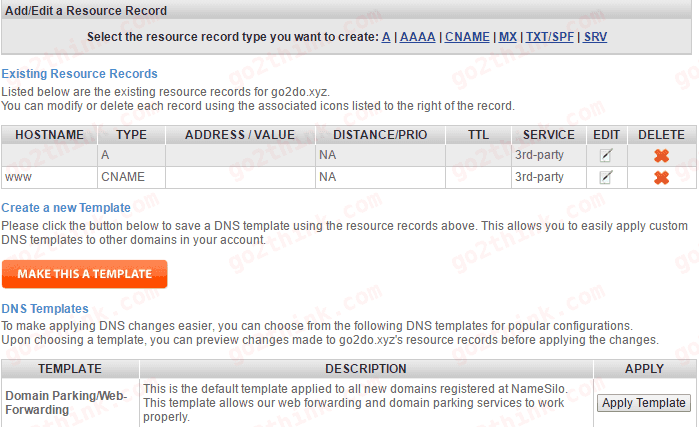 Add/Edit a Resource Record
Select the resource record type you want to create: A | AAAA | CNAME | MX | TXT/SPF | SRV
Existing Resource Records
Listed below are the existing resource records for go2do.xyz.
You can modify or delete each record using the associated icons listed to the right of the record.
HOSTNAME TYPE ADDRESS / VALUE DISTANCE/PRIO TTL SERVICE EDIT DELETE
A NA 3rd-party
www CNAME NA 3rd-party
Create a new Template
Please click the button below to save a DNS template using the resource records above. This allows you to easily apply custom
DNS templates to other domains in your account.
MAKE THIS A TEMPLATE
DNS Templates
To make applying DNS changes easier, you can choose from the following DNS templates for popular configurations.
Upon choosing a template, you can preview changes made to go2do.xyz's resource records before applying the changes.
TEMPLATE DESCRIPTION APPLY
Domain Parking/Web-
Forwarding
This is the default template applied to all new domains registered at NameSilo.
This template allows our web forwarding and domain parking services to work
properly.
Apply Template
go2think.com